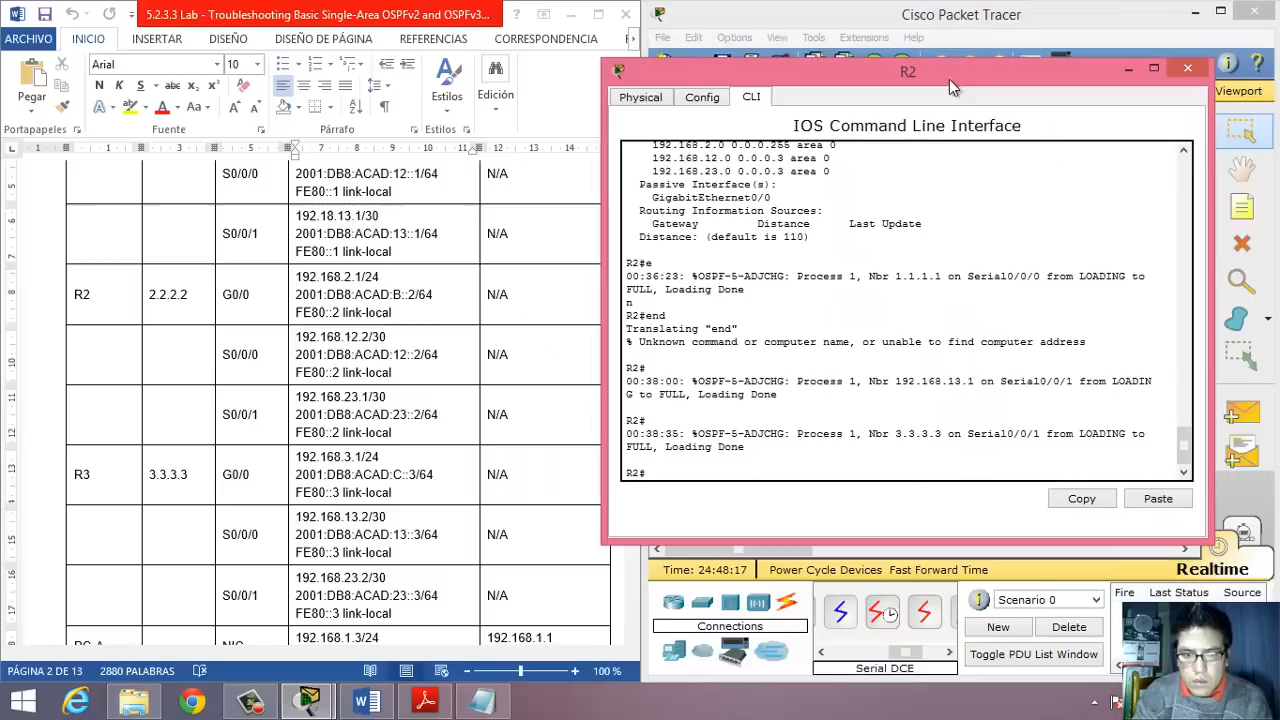 5.2.3.3 Lab - Troubleshooting Basic Single-Area OSPFv2 and OSPFv3...
ARCHIVO INICIO INSERTAR DISEÑO DISEÑO DE PÁGINA REFERENCIAS CORRESPONDENCIA
Arial 10
Pegar
N K S abc x₂ x²
Aa
Estilos
Edición
Portapapeles Fuente Párrafo Estilos
S0/0/0 2001:DB8:ACAD:12::1/64 N/A
FE80::1 link-local
192.18.13.1/30
S0/0/1 2001:DB8:ACAD:13::1/64 N/A
FE80::1 link-local
192.168.2.1/24
R2 2.2.2.2 G0/0 2001:DB8:ACAD:B::2/64 N/A
FE80::2 link-local
192.168.12.2/30
S0/0/0 2001:DB8:ACAD:12::2/64 N/A
FE80::2 link-local
192.168.23.1/30
S0/0/1 2001:DB8:ACAD:23::2/64 N/A
FE80::2 link-local
192.168.3.1/24
R3 3.3.3.3 G0/0 2001:DB8:ACAD:C::3/64 N/A
FE80::3 link-local
192.168.13.2/30
S0/0/0 2001:DB8:ACAD:13::3/64 N/A
FE80::3 link-local
192.168.23.2/30
S0/0/1 2001:DB8:ACAD:23::3/64 N/A
FE80::3 link-local
192.168.1.3/24 192.168.1.1
PÁGINA 2 DE 13 2880 PALABRAS 100 %
Cisco Packet Tracer
File Edit Options View Tools Extensions Help
Viewport
R2
Physical Config CLI
IOS Command Line Interface
192.168.2.0 0.0.0.255 area 0
192.168.12.0 0.0.0.3 area 0
192.168.23.0 0.0.0.3 area 0
Passive Interface(s):
GigabitEthernet0/0
Routing Information Sources:
Gateway Distance Last Update
Distance: (default is 110)
R2#e
00:36:23: %OSPF-5-ADJCHG: Process 1, Nbr 1.1.1.1 on Serial0/0/0 from LOADING to
FULL, Loading Done
n
R2#end
Translating "end"
% Unknown command or computer name, or unable to find computer address
R2#
00:38:00: %OSPF-5-ADJCHG: Process 1, Nbr 192.168.13.1 on Serial0/0/1 from LOADIN
G to FULL, Loading Done
R2#
00:38:35: %OSPF-5-ADJCHG: Process 1, Nbr 3.3.3.3 on Serial0/0/1 from LOADING to
FULL, Loading Done
R2#
Copy Paste
Time: 24:48:17 Power Cycle Devices Fast Forward Time Realtime
Connections
Serial DCE
Scenario 0
New Delete
Toggle PDU List Window
Fire Last Status Source